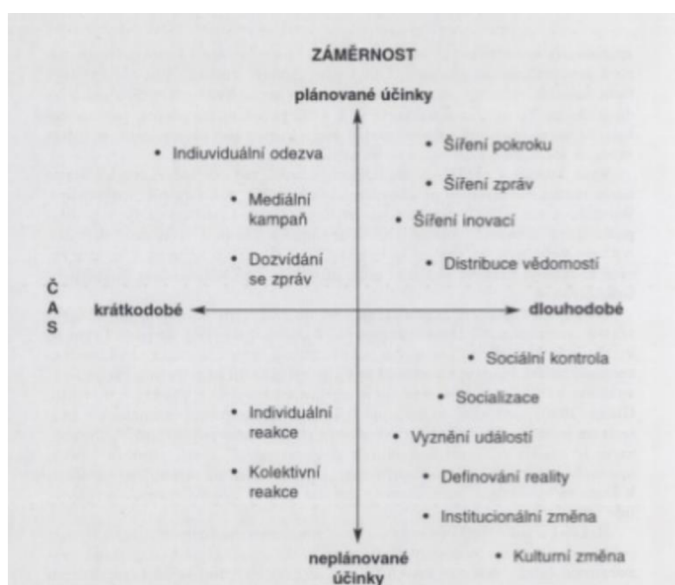 ZÁMĚRNOST
plánované účinky
• Indiuviduální odezva
• Mediální
kampaň
• Dozvídání
se zpráv
• Šíření pokroku
• Šíření zpráv
• Šíření inovací
• Distribuce vědomostí
Č
A
S
krátkodobé
dlouhodobé
• Individuální
reakce
• Kolektivní
reakce
• Sociální kontrola
• Socializace
• Vyznění událostí
• Definování reality
• Institucionální změna
• Kulturní změna
neplánované
účinky